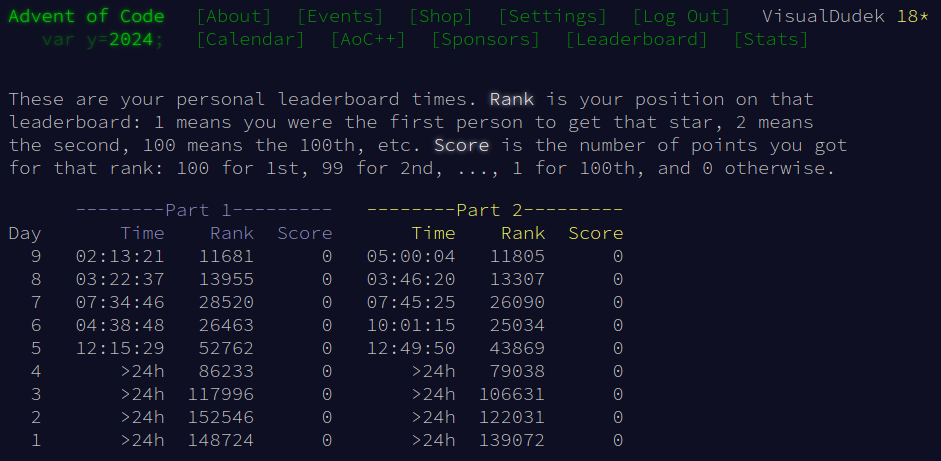 Advent of Code [About] [Events] [Shop] [Settings] [Log Out] VisualDudek 18*
var y=2024; [Calendar] [AoC++] [Sponsors] [Leaderboard] [Stats]
These are your personal leaderboard times. Rank is your position on that
leaderboard: 1 means you were the first person to get that star, 2 means
the second, 100 means the 100th, etc. Score is the number of points you got
for that rank: 100 for 1st, 99 for 2nd, ..., 1 for 100th, and 0 otherwise.
--------Part 1--------- --------Part 2---------
Day Time Rank Score Time Rank Score
9 02:13:21 11681 0 05:00:04 11805 0
8 03:22:37 13955 0 03:46:20 13307 0
7 07:34:46 28520 0 07:45:25 26090 0
6 04:38:48 26463 0 10:01:15 25034 0
5 12:15:29 52762 0 12:49:50 43869 0
4 >24h 86233 0 >24h 79038 0
3 >24h 117996 0 >24h 106631 0
2 >24h 152546 0 >24h 122031 0
1 >24h 148724 0 >24h 139072 0